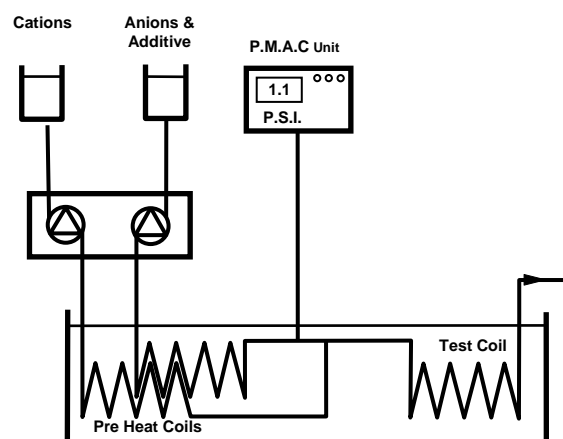 Cations
Anions &
Additive
P.M.A.C Unit
1.1
P.S.I.
Test Coil
Pre Heat Coils